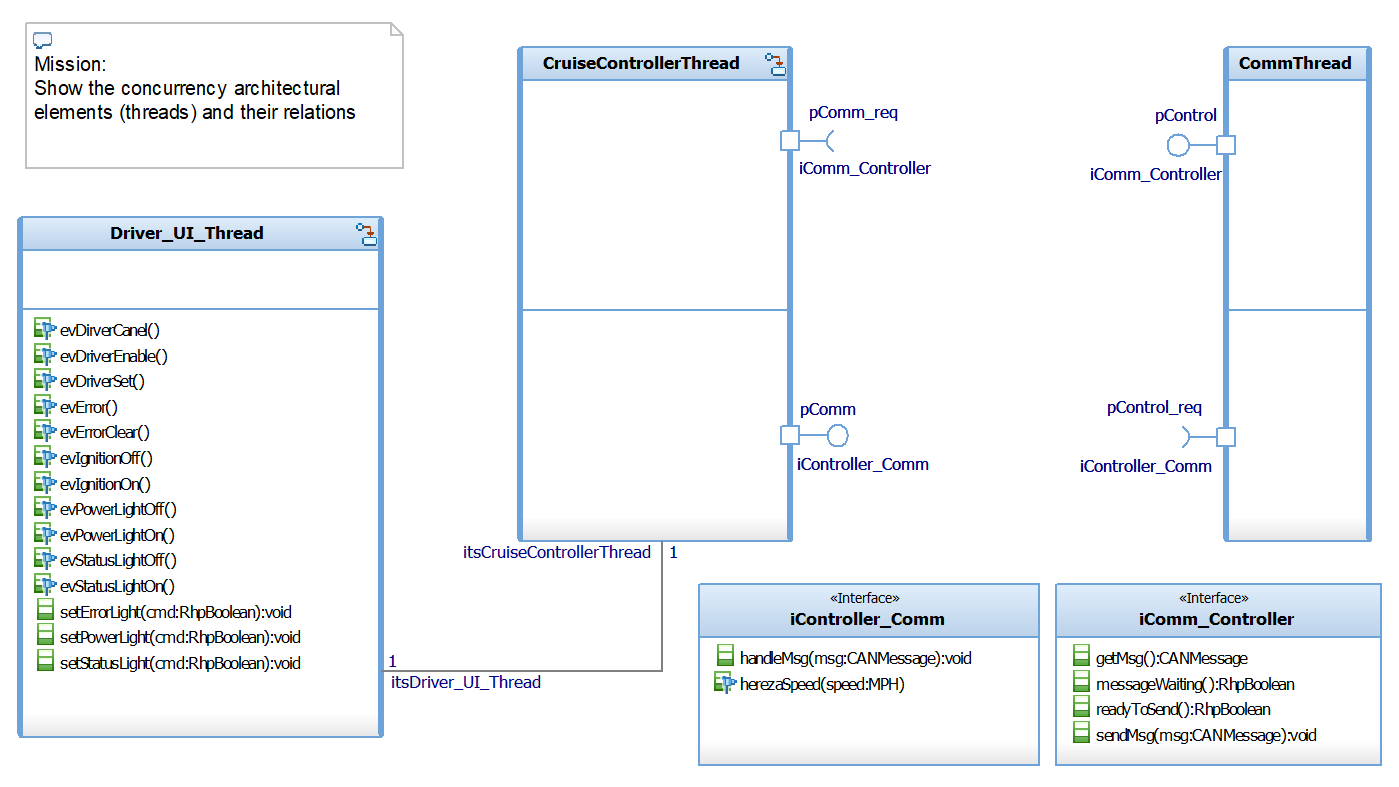 Mission:
Show the concurrency architectural
elements (threads) and their relations
CruiseControllerThread
pComm_req
iComm_Controller
pComm
iController_Comm
CommThread
pControl
iComm_Controller
pControl_req
iController_Comm
Driver_UI_Thread
evDirverCanel()
evDriverEnable()
evDriverSet()
evError()
evErrorClear()
evIgnitionOff()
evIgnitionOn()
evPowerLightOff()
evPowerLightOn()
evStatusLightOff()
evStatusLightOn()
setErrorLight(cmd:RhpBoolean):void
setPowerLight(cmd:RhpBoolean):void
setStatusLight(cmd:RhpBoolean):void
itsCruiseControllerThread 1
1
itsDriver_UI_Thread
«Interface»
iController_Comm
handleMsg(msg:CANMessage):void
herezaSpeed(speed:MPH)
«Interface»
iComm_Controller
getMsg():CANMessage
messageWaiting():RhpBoolean
readyToSend():RhpBoolean
sendMsg(msg:CANMessage):void